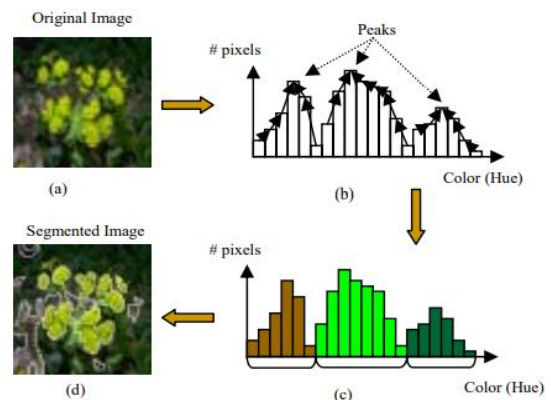 Original Image
Peaks
# pixels
Color (Hue)
(a)
(b)
Segmented Image
# pixels
(d)
(c)
Color (Hue)